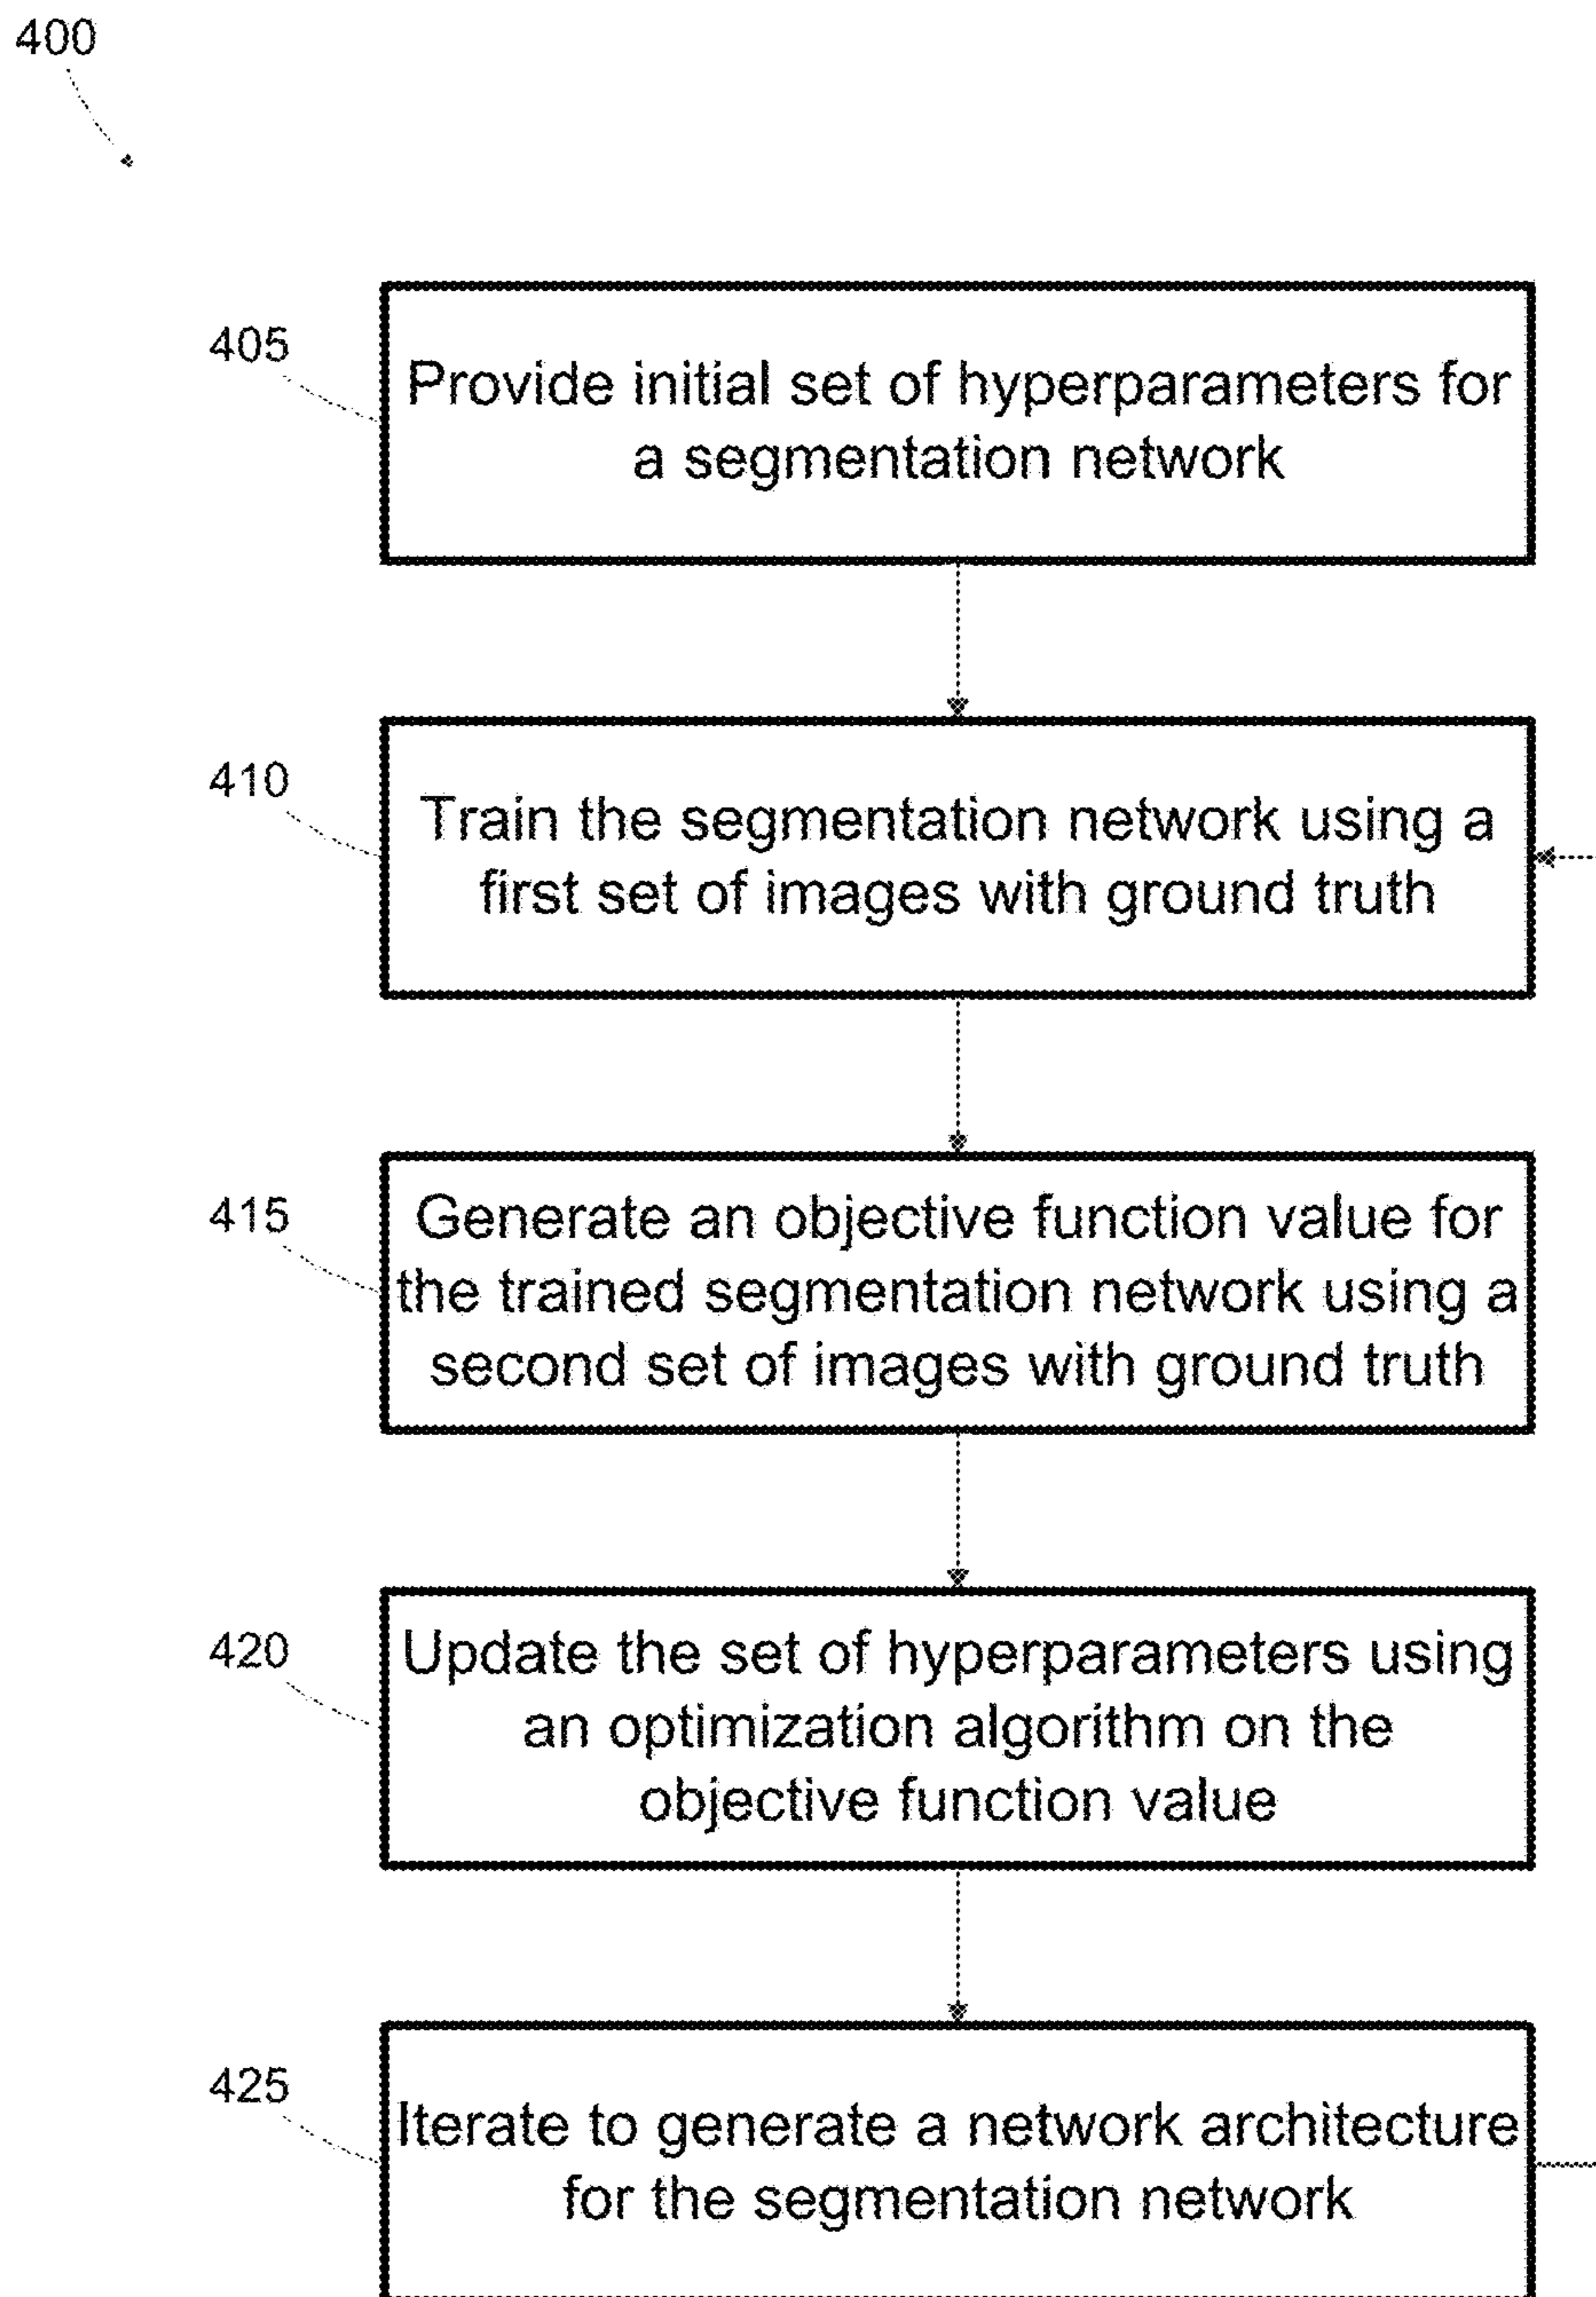 400
405
Provide initial set of hyperparameters for
a segmentation network
410
Train the segmentation network using a
first set of images with ground truth
415
Generate an objective function value for
the trained segmentation network using a
second set of images with ground truth
420
Update the set of hyperparameters using
an optimization algorithm on the
objective function value
425
Iterate to generate a network architecture
for the segmentation network